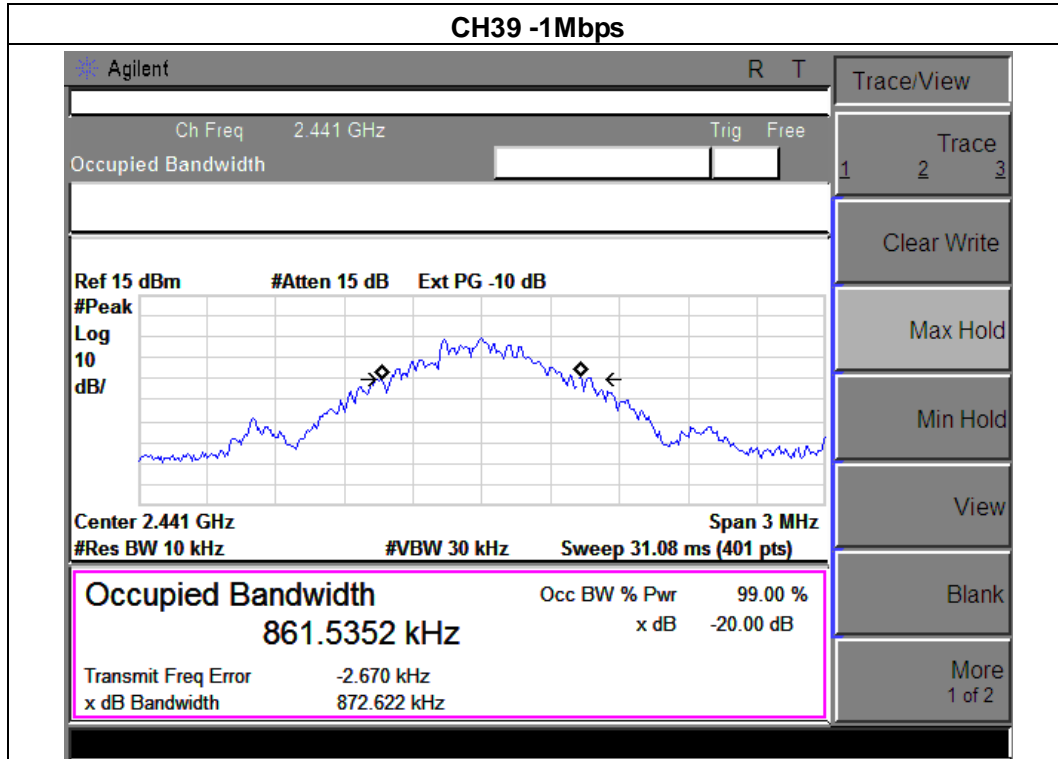 CH39 -1Mbps
Agilent R T
Trace/View
Ch Freq 2.441 GHz Trig Free
Occupied Bandwidth
Trace
1 2 3
Clear Write
Ref 15 dBm #Atten 15 dB Ext PG -10 dB
#Peak
Log
10
dB/
Max Hold
Min Hold
Center 2.441 GHz Span 3 MHz
#Res BW 10 kHz #VBW 30 kHz Sweep 31.08 ms (401 pts)
View
Occupied Bandwidth Occ BW % Pwr 99.00 %
861.5352 kHz x dB -20.00 dB
Blank
Transmit Freq Error -2.670 kHz
x dB Bandwidth 872.622 kHz
More
1 of 2